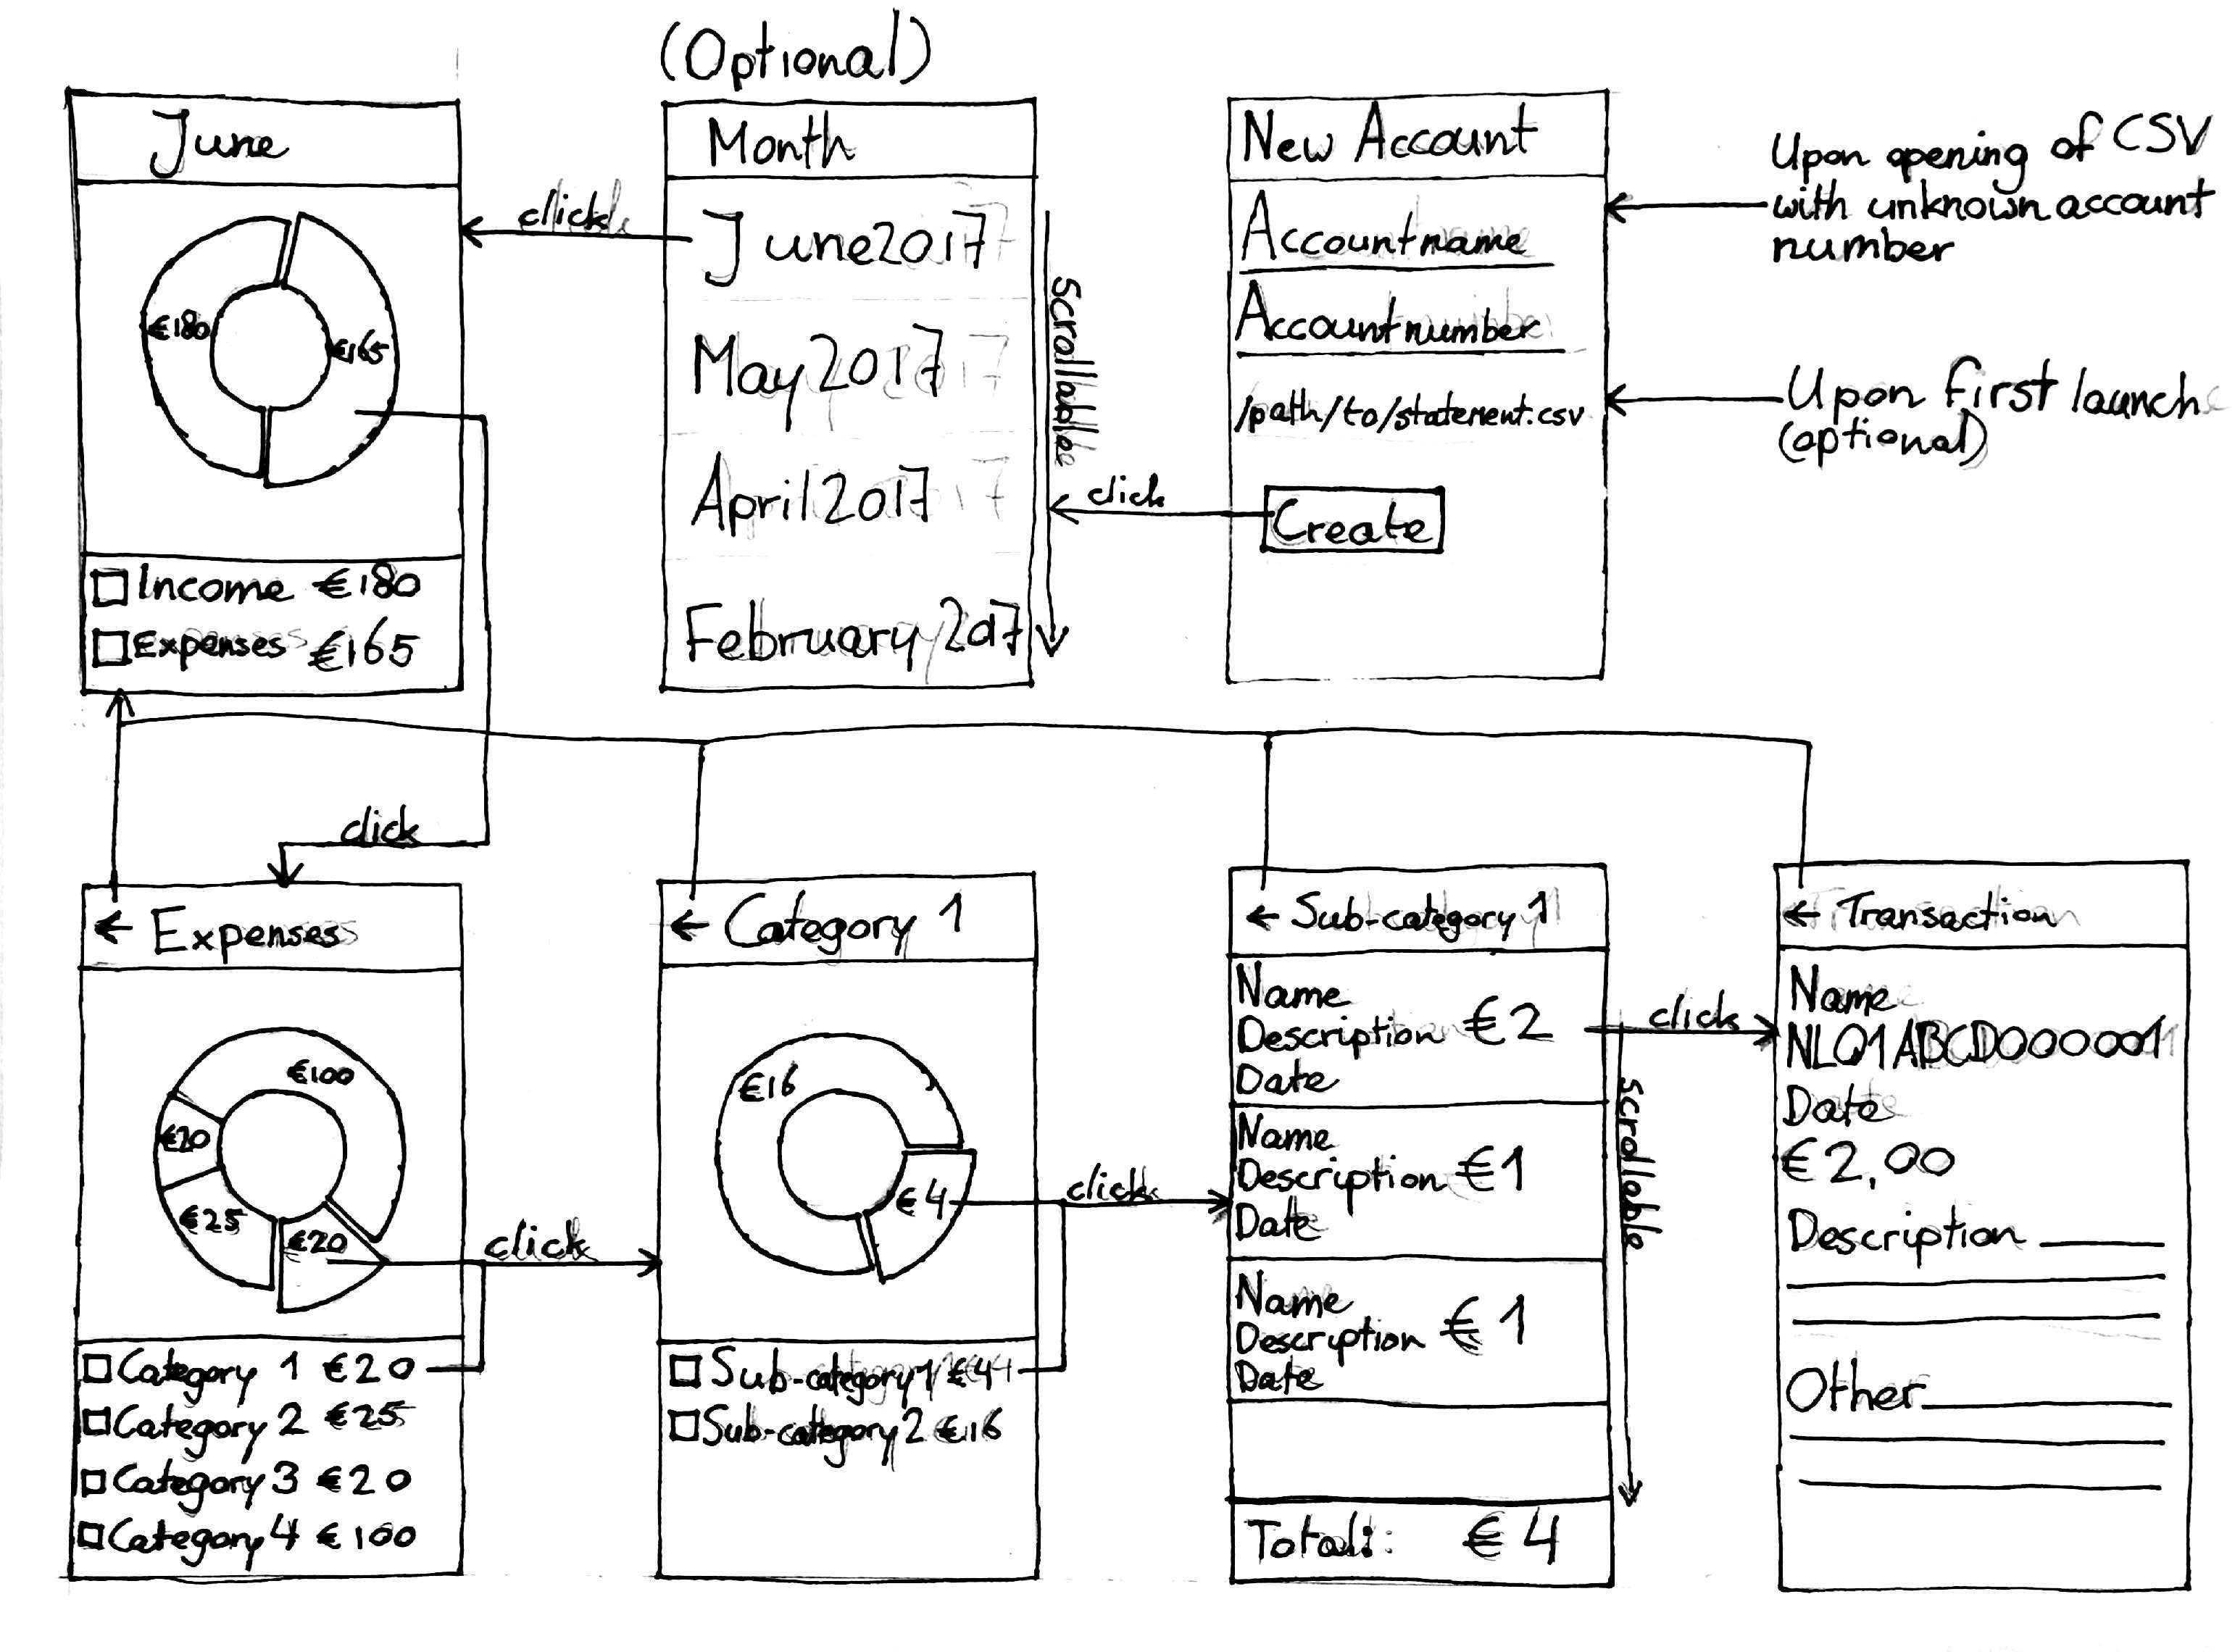 (Optional)
June
€180
€165
Income €180
Expenses €165
click
Month
June 2017
May 2017
April 2017
February 2017
Scrollable
click
New Account
Accountname
Accountnumber
/path/to/statement.csv
Create
Upon opening of CSV
with unknown account
number
Upon first launch
(optional)
click
← Expenses
€100
€20
€25
€20
Category 1 €20
Category 2 €25
Category 3 €20
Category 4 €100
click
← Category 1
€16
€4
Sub-category 1 €4
Sub-category 2 €16
click
← Sub-category 1
Name
Description €2
Date
Name
Description €1
Date
Name
Description €1
Date
Total: €4
click
Scrollable
← Transaction
Name
NL01ABCD000001
Date
€2,00
Description
Other